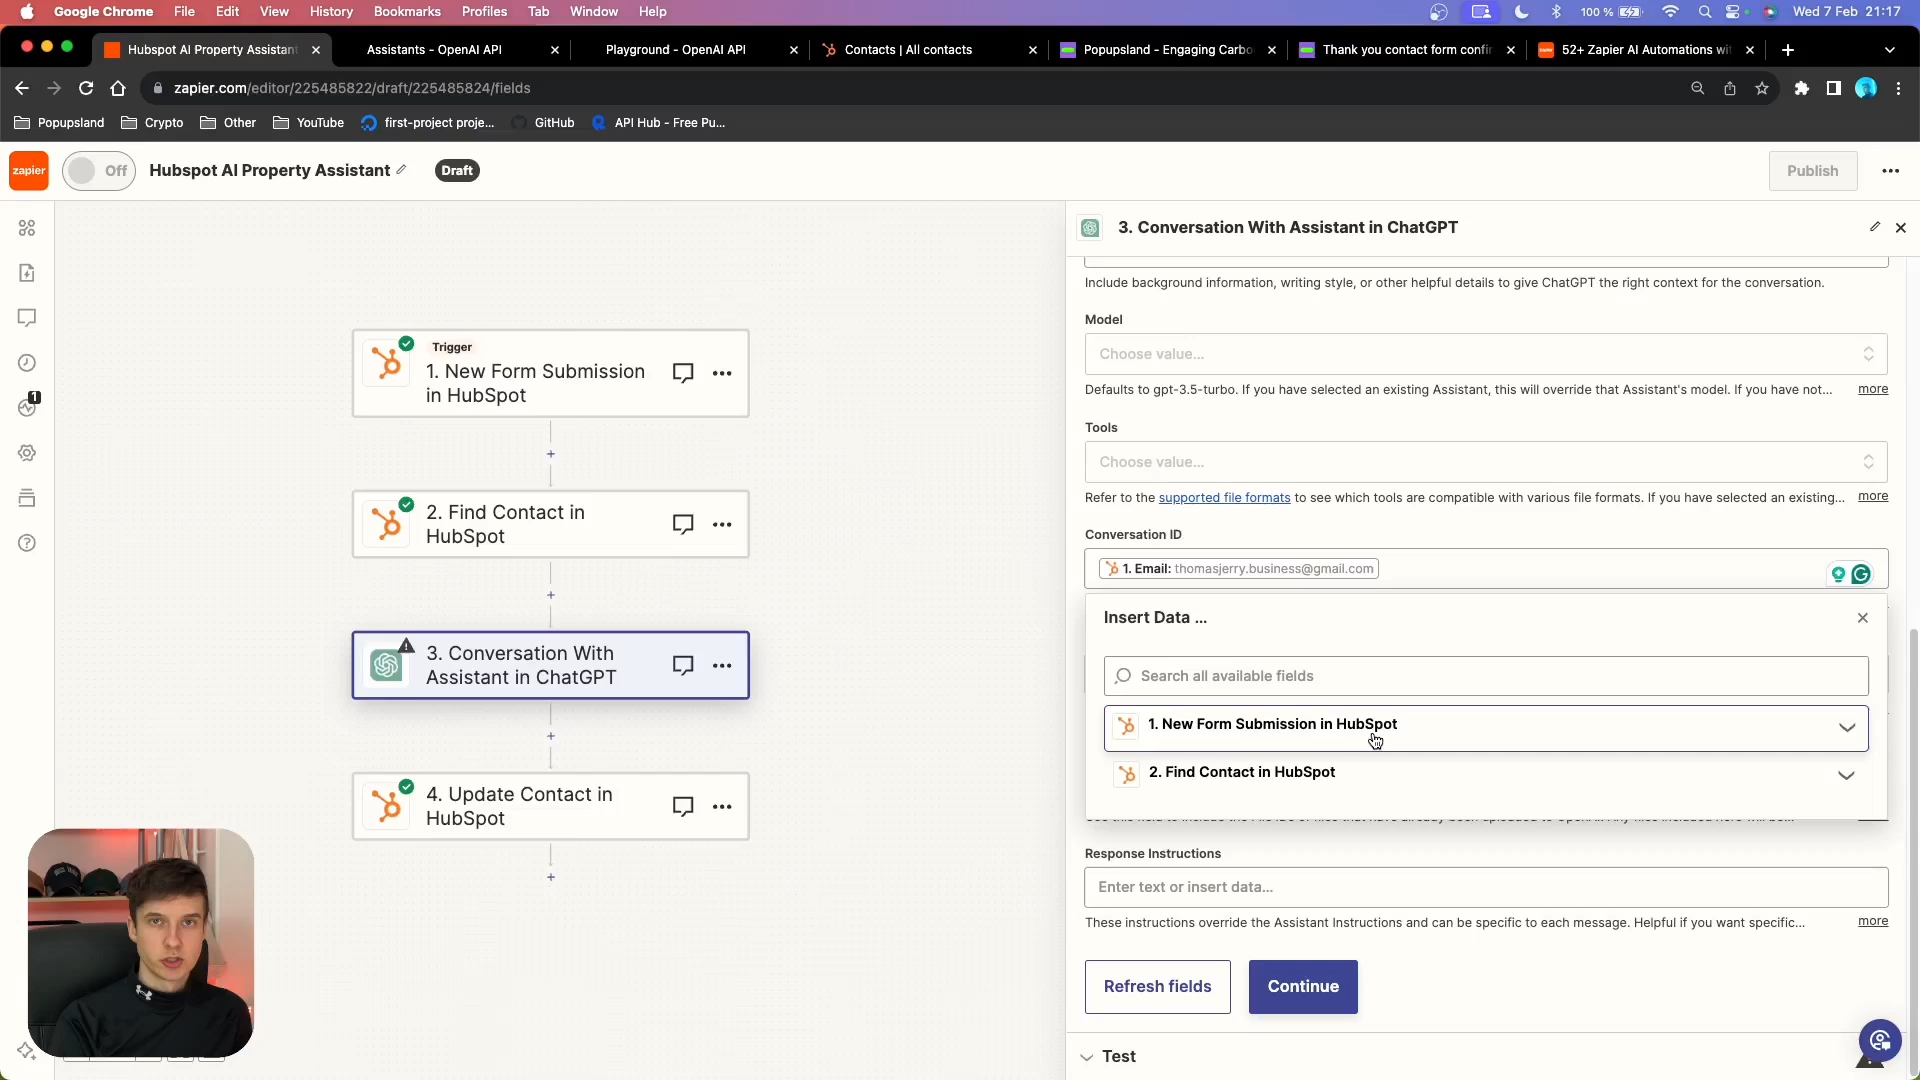 Google Chrome File Edit View History Bookmarks Profiles Tab Window Help 100 % Wed 7 Feb 21:17
Hubspot AI Property Assistant
Assistants - OpenAI API
Playground - OpenAI API
Contacts | All contacts
Popupsland - Engaging Carbo
Thank you contact form confir
52+ Zapier AI Automations wit
zapier.com/editor/225485822/draft/225485824/fields
Popupsland Crypto Other YouTube first-project proje... GitHub API Hub - Free Pu...
zapier Off Hubspot AI Property Assistant Draft Publish
1
Trigger
1. New Form Submission
in HubSpot
2. Find Contact in
HubSpot
3. Conversation With
Assistant in ChatGPT
4. Update Contact in
HubSpot
3. Conversation With Assistant in ChatGPT
Include background information, writing style, or other helpful details to give ChatGPT the right context for the conversation.
Model
Choose value...
Defaults to gpt-3.5-turbo. If you have selected an existing Assistant, this will override that Assistant's model. If you have not... more
Tools
Choose value...
Refer to the supported file formats to see which tools are compatible with various file formats. If you have selected an existing... more
Conversation ID
1. Email: thomasjerry.business@gmail.com
Insert Data ...
Search all available fields
1. New Form Submission in HubSpot
2. Find Contact in HubSpot
Response Instructions
Enter text or insert data...
These instructions override the Assistant Instructions and can be specific to each message. Helpful if you want specific... more
Refresh fields Continue
Test